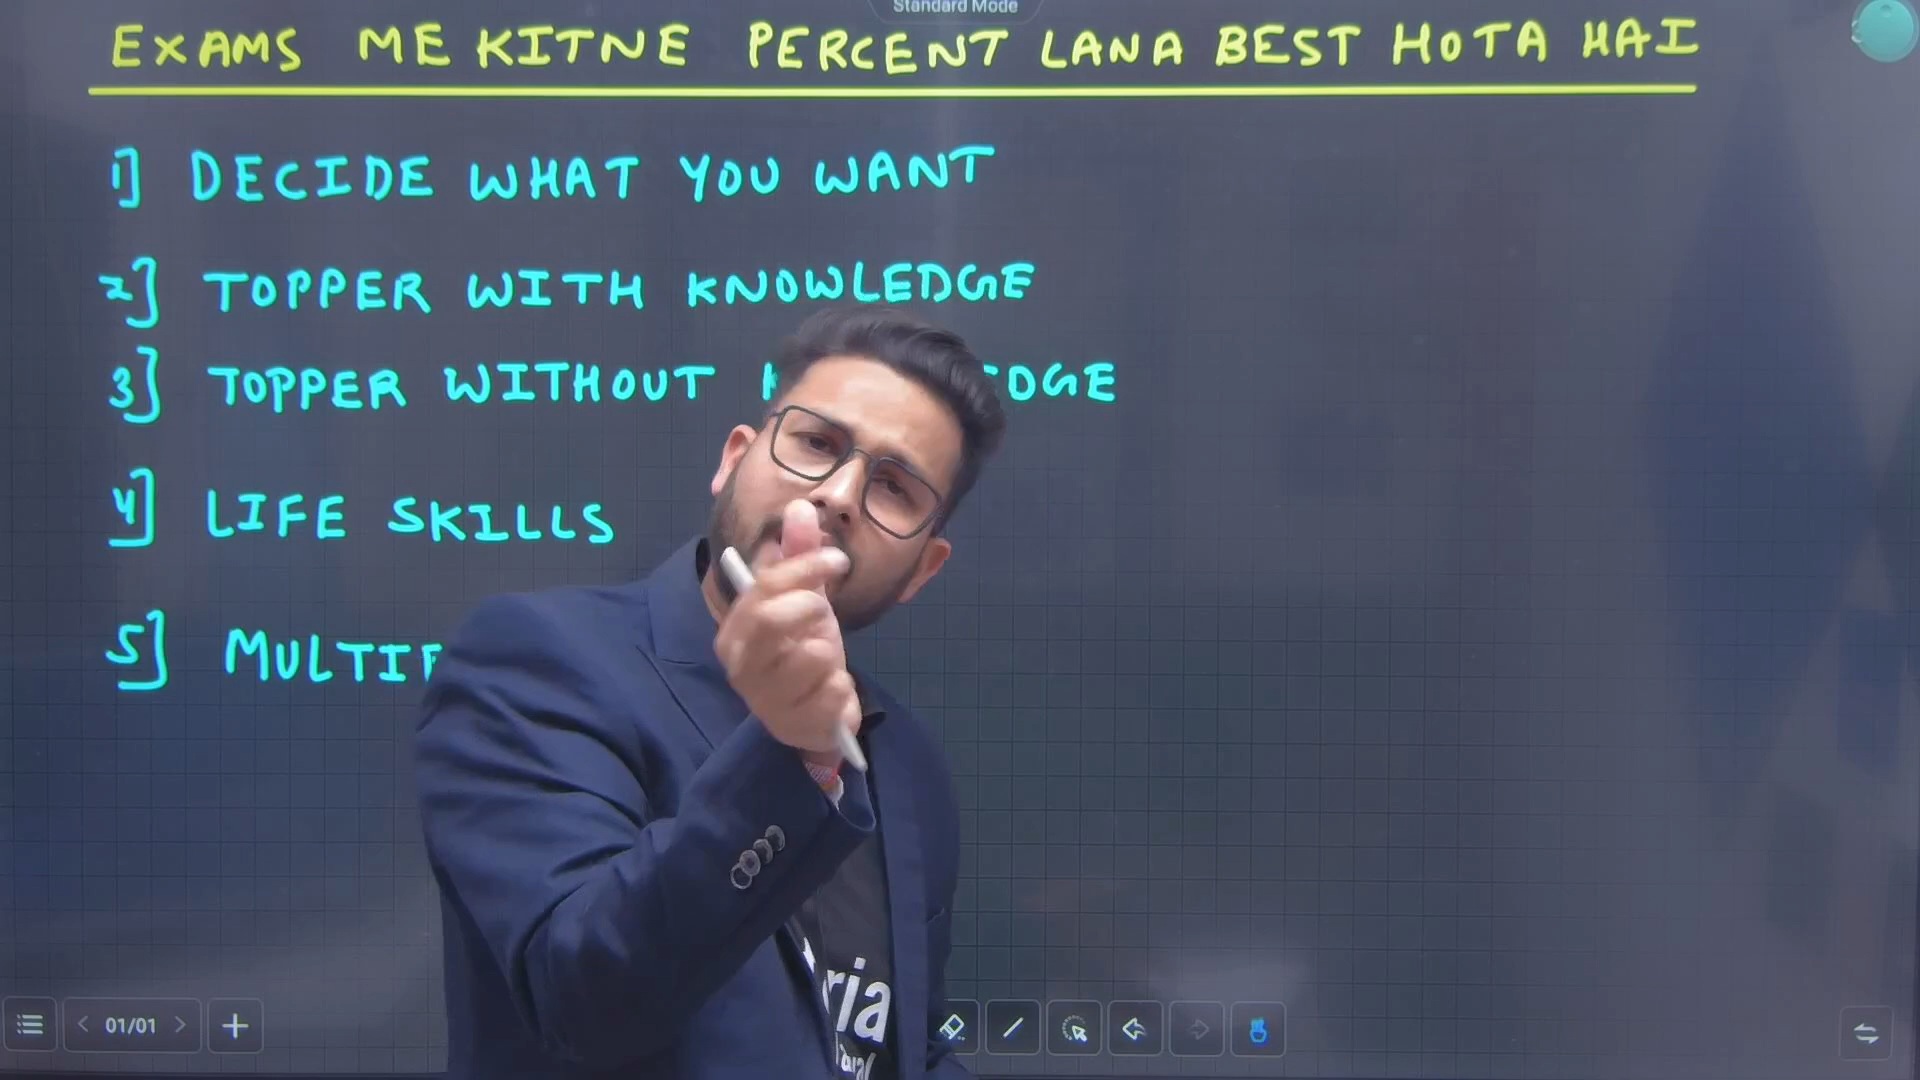 Standard Mode
EXAMS ME KITNE PERCENT LANA BEST HOTA HAI
1] DECIDE WHAT YOU WANT
2] TOPPER WITH KNOWLEDGE
3] TOPPER WITHOUT
4] LIFE SKILLS
5]
01/01